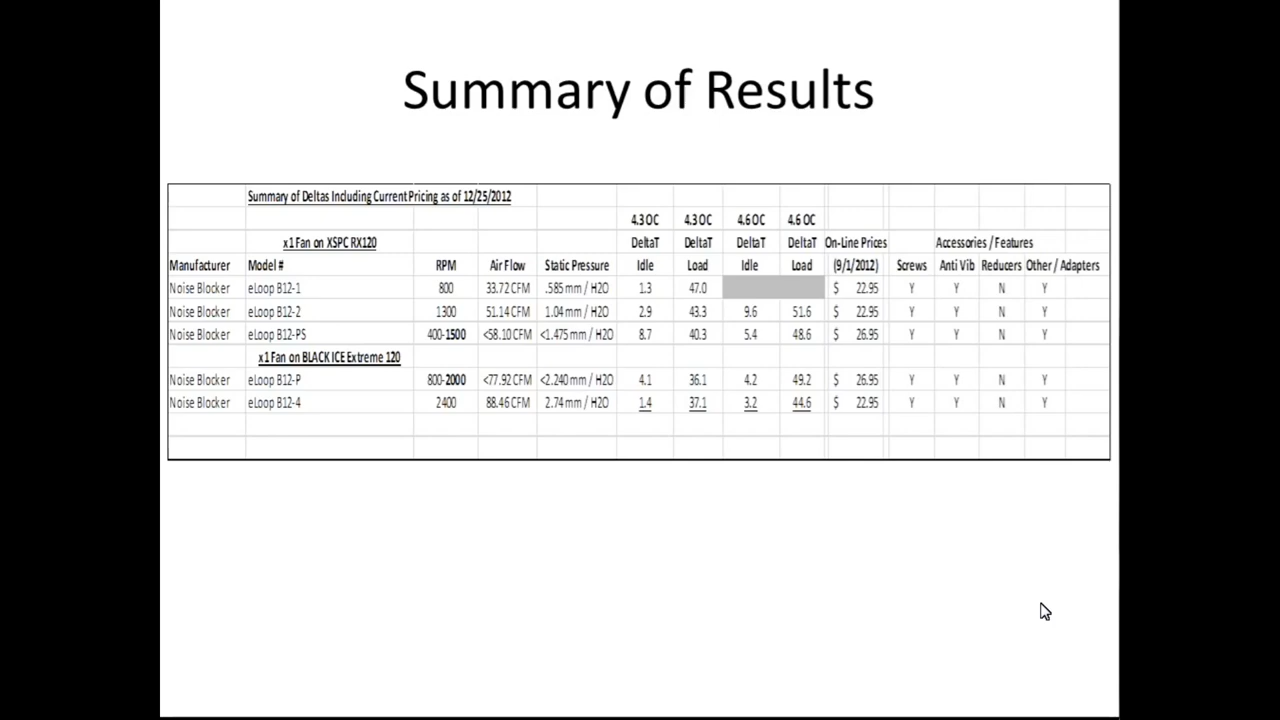 Summary of Results
Summary of Deltas Including Current Pricing as of 12/25/2012
4.3 OC 4.3 OC 4.6 OC 4.6 OC
x1 Fan on XSPC RX120 DeltaT DeltaT DeltaT DeltaT On-Line Prices Accessories / Features
Manufacturer Model # RPM Air Flow Static Pressure Idle Load Idle Load (9/1/2012) Screws Anti Vib Reducers Other / Adapters
Noise Blocker eLoop B12-1 800 33.72 CFM .585 mm / H2O 1.3 47.0 $ 22.95 Y Y N Y
Noise Blocker eLoop B12-2 1300 51.14 CFM 1.04 mm / H2O 2.9 43.3 9.6 51.6 $ 22.95 Y Y N Y
Noise Blocker eLoop B12-PS 400-1500 <58.10 CFM <1.475 mm / H2O 8.7 40.3 5.4 48.6 $ 26.95 Y Y N Y
x1 Fan on BLACK ICE Extreme 120
Noise Blocker eLoop B12-P 800-2000 <77.92 CFM <2.240 mm / H2O 4.1 36.1 4.2 49.2 $ 26.95 Y Y N Y
Noise Blocker eLoop B12-4 2400 88.46 CFM 2.74 mm / H2O 1.4 37.1 3.2 44.6 $ 22.95 Y Y N Y